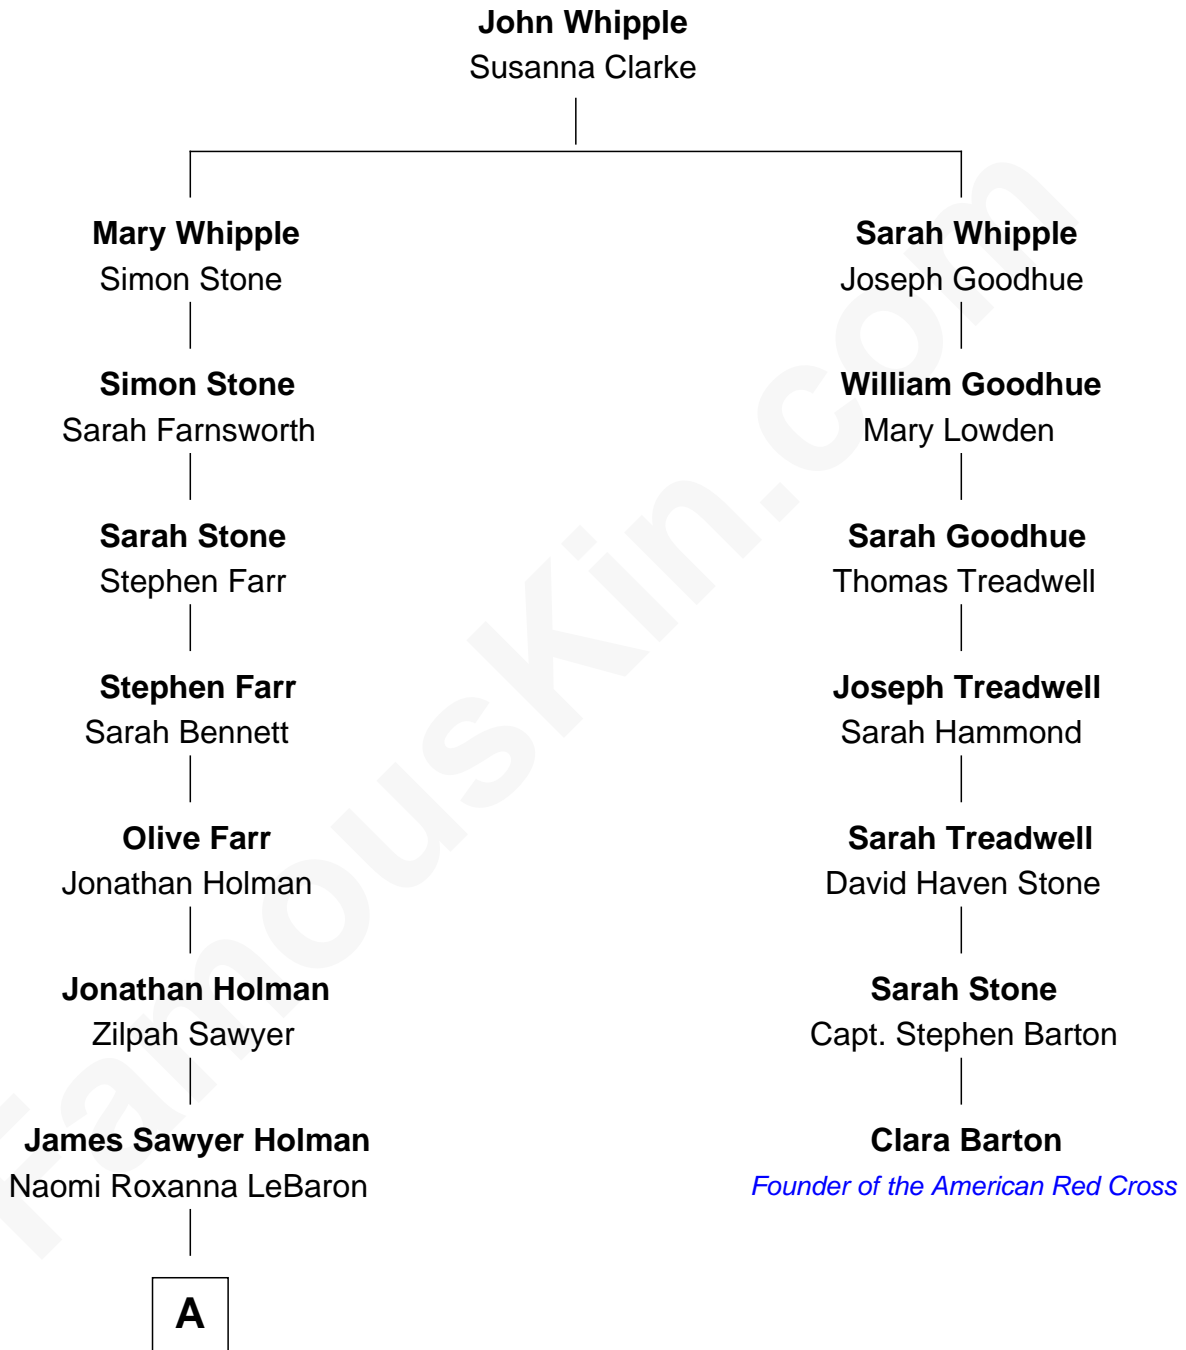 John Whipple
Susanna Clarke
Mary Whipple
Simon Stone
Sarah Whipple
Joseph Goodhue
Simon Stone
Sarah Farnsworth
William Goodhue
Mary Lowden
Sarah Stone
Stephen Farr
Sarah Goodhue
Thomas Treadwell
Stephen Farr
Sarah Bennett
Joseph Treadwell
Sarah Hammond
Olive Farr
Jonathan Holman
Sarah Treadwell
David Haven Stone
Jonathan Holman
Zilpah Sawyer
Sarah Stone
Capt. Stephen Barton
James Sawyer Holman
Naomi Roxanna LeBaron
Clara Barton
Founder of the American Red Cross
A
FamousKin.com